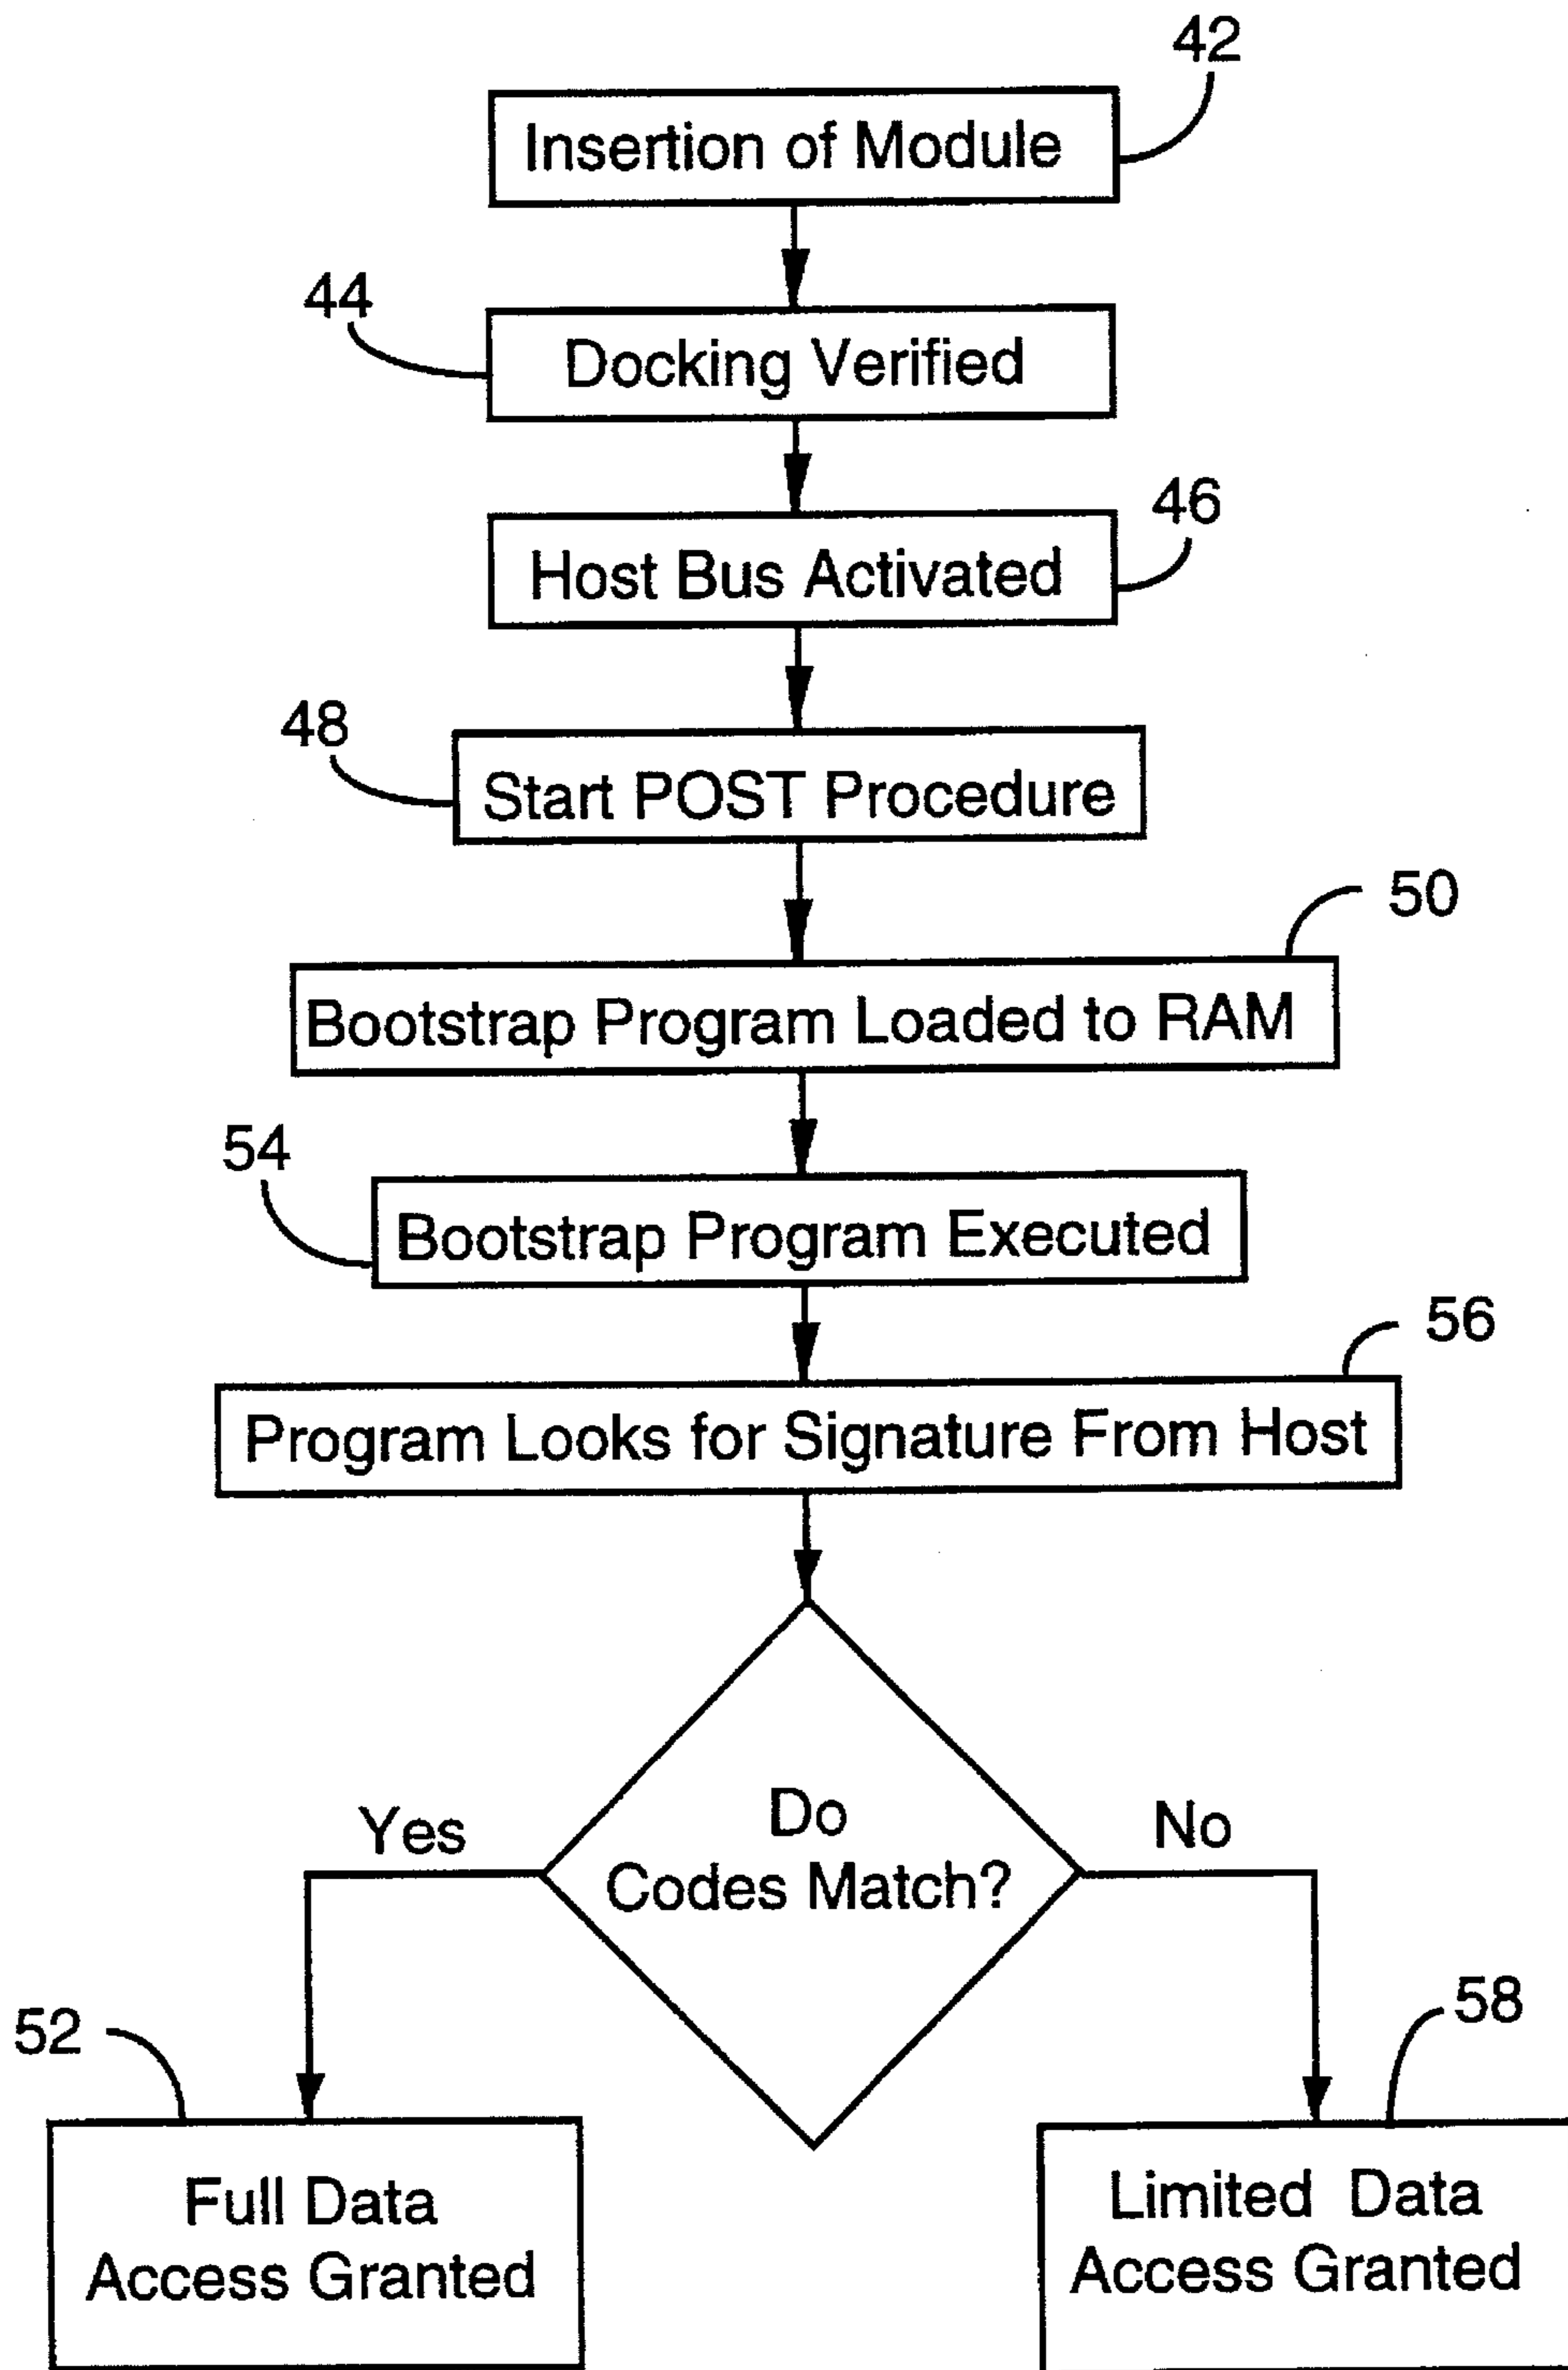 42
Insertion of Module
44
Docking Verified
46
Host Bus Activated
48
Start POST Procedure
50
Bootstrap Program Loaded to RAM
54
Bootstrap Program Executed
56
Program Looks for Signature From Host
Do
Codes Match?
Yes
No
52
58
Full Data
Access Granted
Limited Data
Access Granted